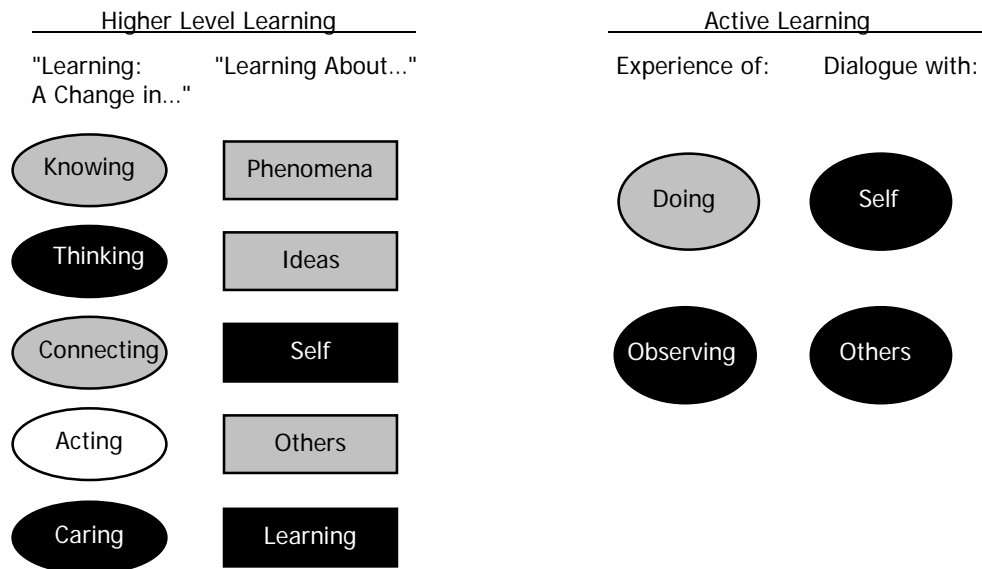 Higher Level Learning
"Learning:
A Change in..."
"Learning About..."
Knowing
Phenomena
Thinking
Ideas
Connecting
Self
Acting
Others
Caring
Learning
Active Learning
Experience of:
Dialogue with:
Doing
Self
Observing
Others